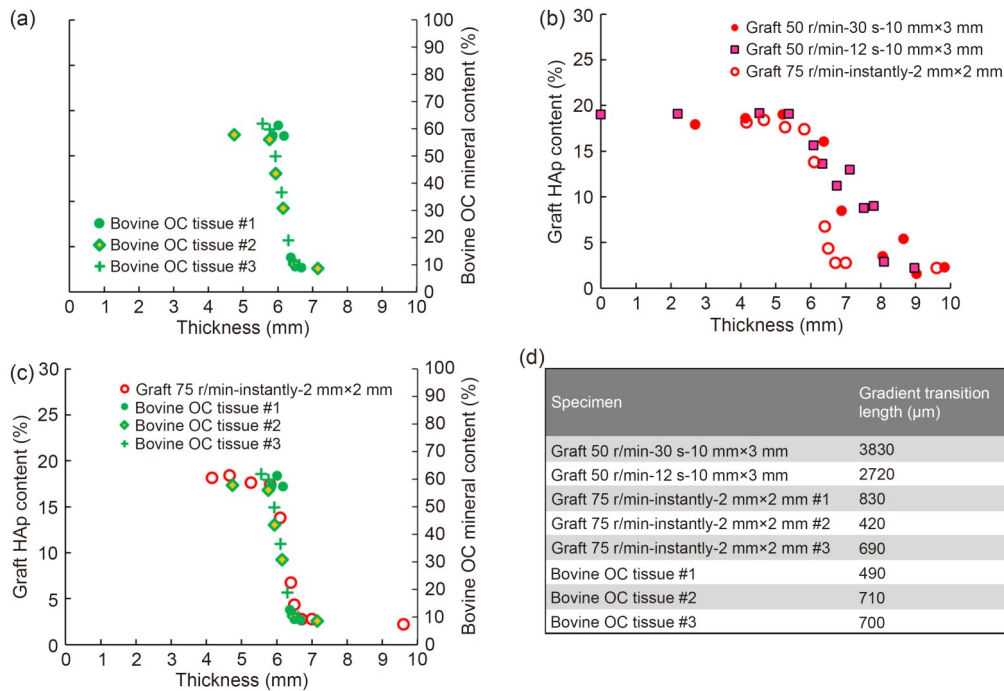 (a)
100
90
80
70
60
50
40
30
20
10
0
Bovine OC mineral content (%)
Bovine OC tissue #1
Bovine OC tissue #2
Bovine OC tissue #3
0 1 2 3 4 5 6 7 8 9 10
Thickness (mm)
(b)
30
25
20
15
10
5
0
Graft HAp content (%)
Graft 50 r/min-30 s-10 mm×3 mm
Graft 50 r/min-12 s-10 mm×3 mm
Graft 75 r/min-instantly-2 mm×2 mm
0 1 2 3 4 5 6 7 8 9 10
Thickness (mm)
(c)
30
25
20
15
10
5
0
Graft HAp content (%)
Graft 75 r/min-instantly-2 mm×2 mm
Bovine OC tissue #1
Bovine OC tissue #2
Bovine OC tissue #3
100
90
80
70
60
50
40
30
20
10
0
Bovine OC mineral content (%)
0 1 2 3 4 5 6 7 8 9 10
Thickness (mm)
(d)
Specimen Gradient transition
length (μm)
Graft 50 r/min-30 s-10 mm×3 mm 3830
Graft 50 r/min-12 s-10 mm×3 mm 2720
Graft 75 r/min-instantly-2 mm×2 mm #1 830
Graft 75 r/min-instantly-2 mm×2 mm #2 420
Graft 75 r/min-instantly-2 mm×2 mm #3 690
Bovine OC tissue #1 490
Bovine OC tissue #2 710
Bovine OC tissue #3 700